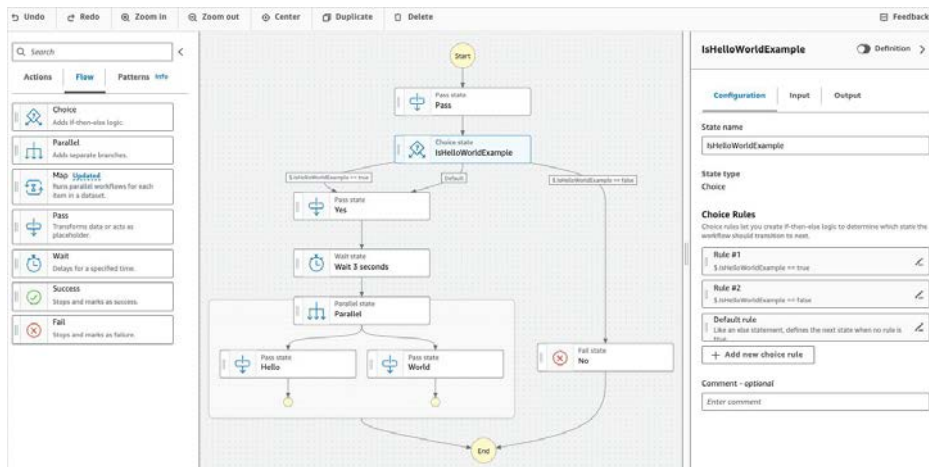 Undo
Redo
Zoom in
Zoom out
Center
Duplicate
Delete
Feedback
Search
Actions
Flow
Patterns Info
Choice
Adds if-then-else logic.
Parallel
Adds separate branches.
Map Updated
Runs parallel workflows for each
item in a dataset.
Pass
Transforms data or acts as
placeholder.
Wait
Delays for a specified time.
Success
Stops and marks as success.
Fail
Stops and marks as failure.
Start
Pass state
Pass
Choice state
IsHelloWorldExample
$.IsHelloWorldExample == true
Default
$.IsHelloWorldExample == false
Pass state
Yes
Wait state
Wait 3 seconds
Parallel state
Parallel
Pass state
Hello
Pass state
World
Fail state
No
End
IsHelloWorldExample
Definition
Configuration
Input
Output
State name
IsHelloWorldExample
State type
Choice
Choice Rules
Choice rules let you create if-then-else logic to determine which state the
workflow should transition to next.
Rule #1
$.IsHelloWorldExample == true
Rule #2
$.IsHelloWorldExample == false
Default rule
Like an else statement, defines the next state when no rule is
true.
+ Add new choice rule
Comment - optional
Enter comment